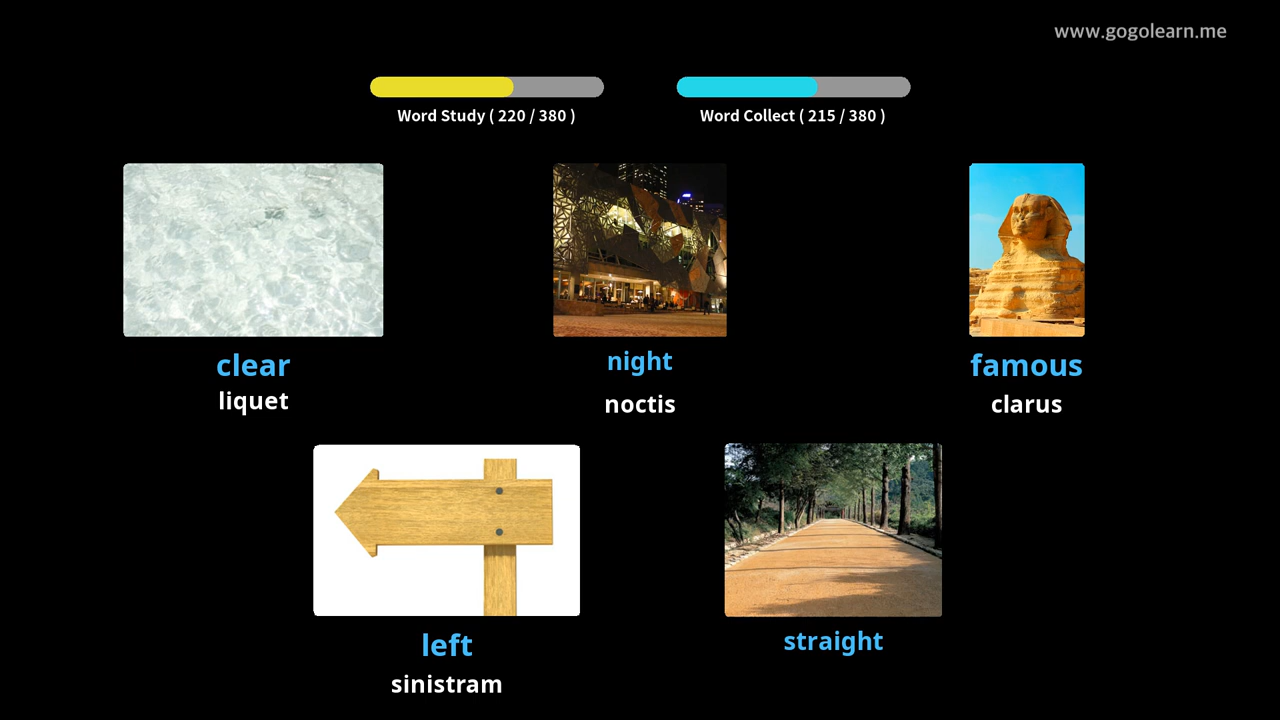 www.gogolearn.me
Word Study ( 220 / 380 )
Word Collect ( 215 / 380 )
clear
liquet
night
noctis
famous
clarus
left
sinistram
straight